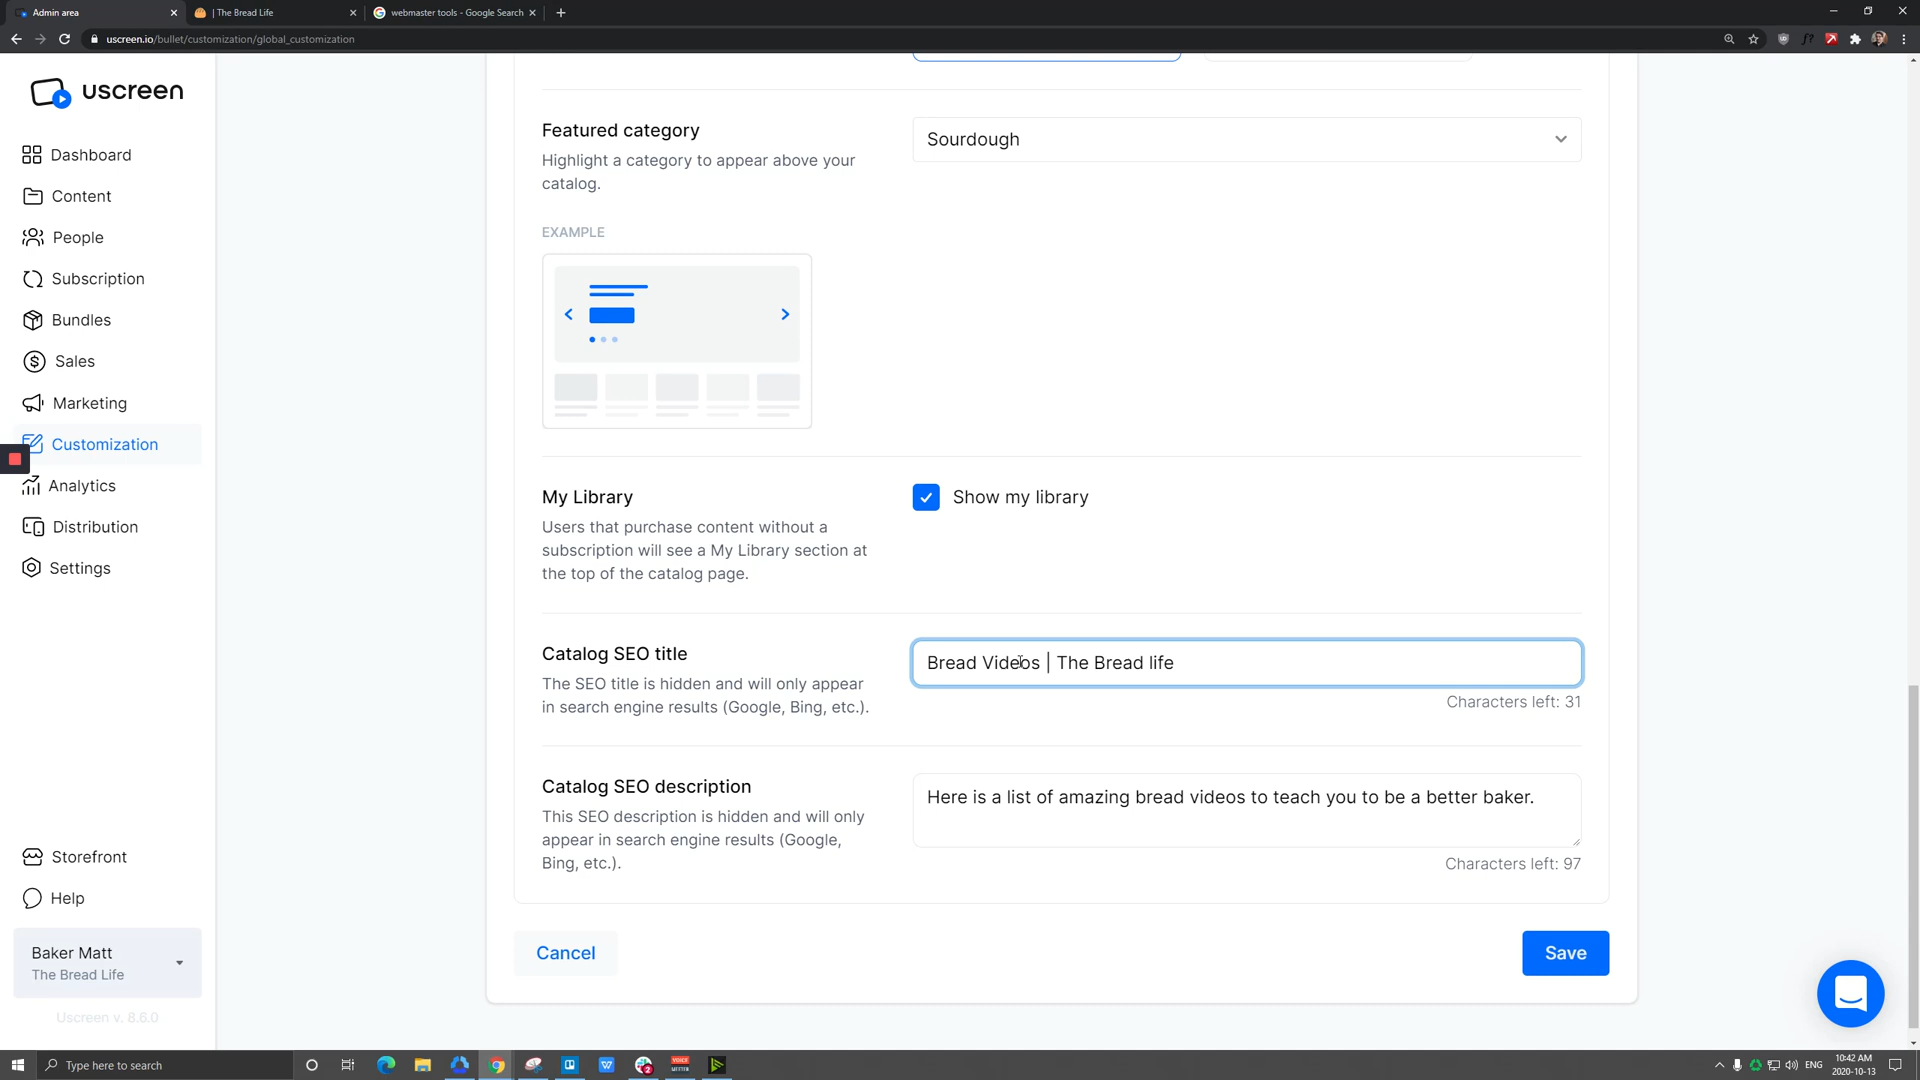 Admin area
| The Bread Life
webmaster tools - Google Search
uscreen.io/bullet/customization/global_customization
uscreen
Dashboard
Content
People
Subscription
Bundles
Sales
Marketing
Customization
Analytics
Distribution
Settings
Storefront
Help
Baker Matt
The Bread Life
Uscreen v. 8.6.0
Featured category
Highlight a category to appear above your
catalog.
Sourdough
EXAMPLE
My Library
Users that purchase content without a
subscription will see a My Library section at
the top of the catalog page.
Show my library
Catalog SEO title
The SEO title is hidden and will only appear
in search engine results (Google, Bing, etc.).
Bread Videos | The Bread life
Characters left: 31
Catalog SEO description
This SEO description is hidden and will only
appear in search engine results (Google,
Bing, etc.).
Here is a list of amazing bread videos to teach you to be a better baker.
Characters left: 97
Cancel
Save
Type here to search
VOICE
MEETER
2
ENG
10:42 AM
2020-10-13